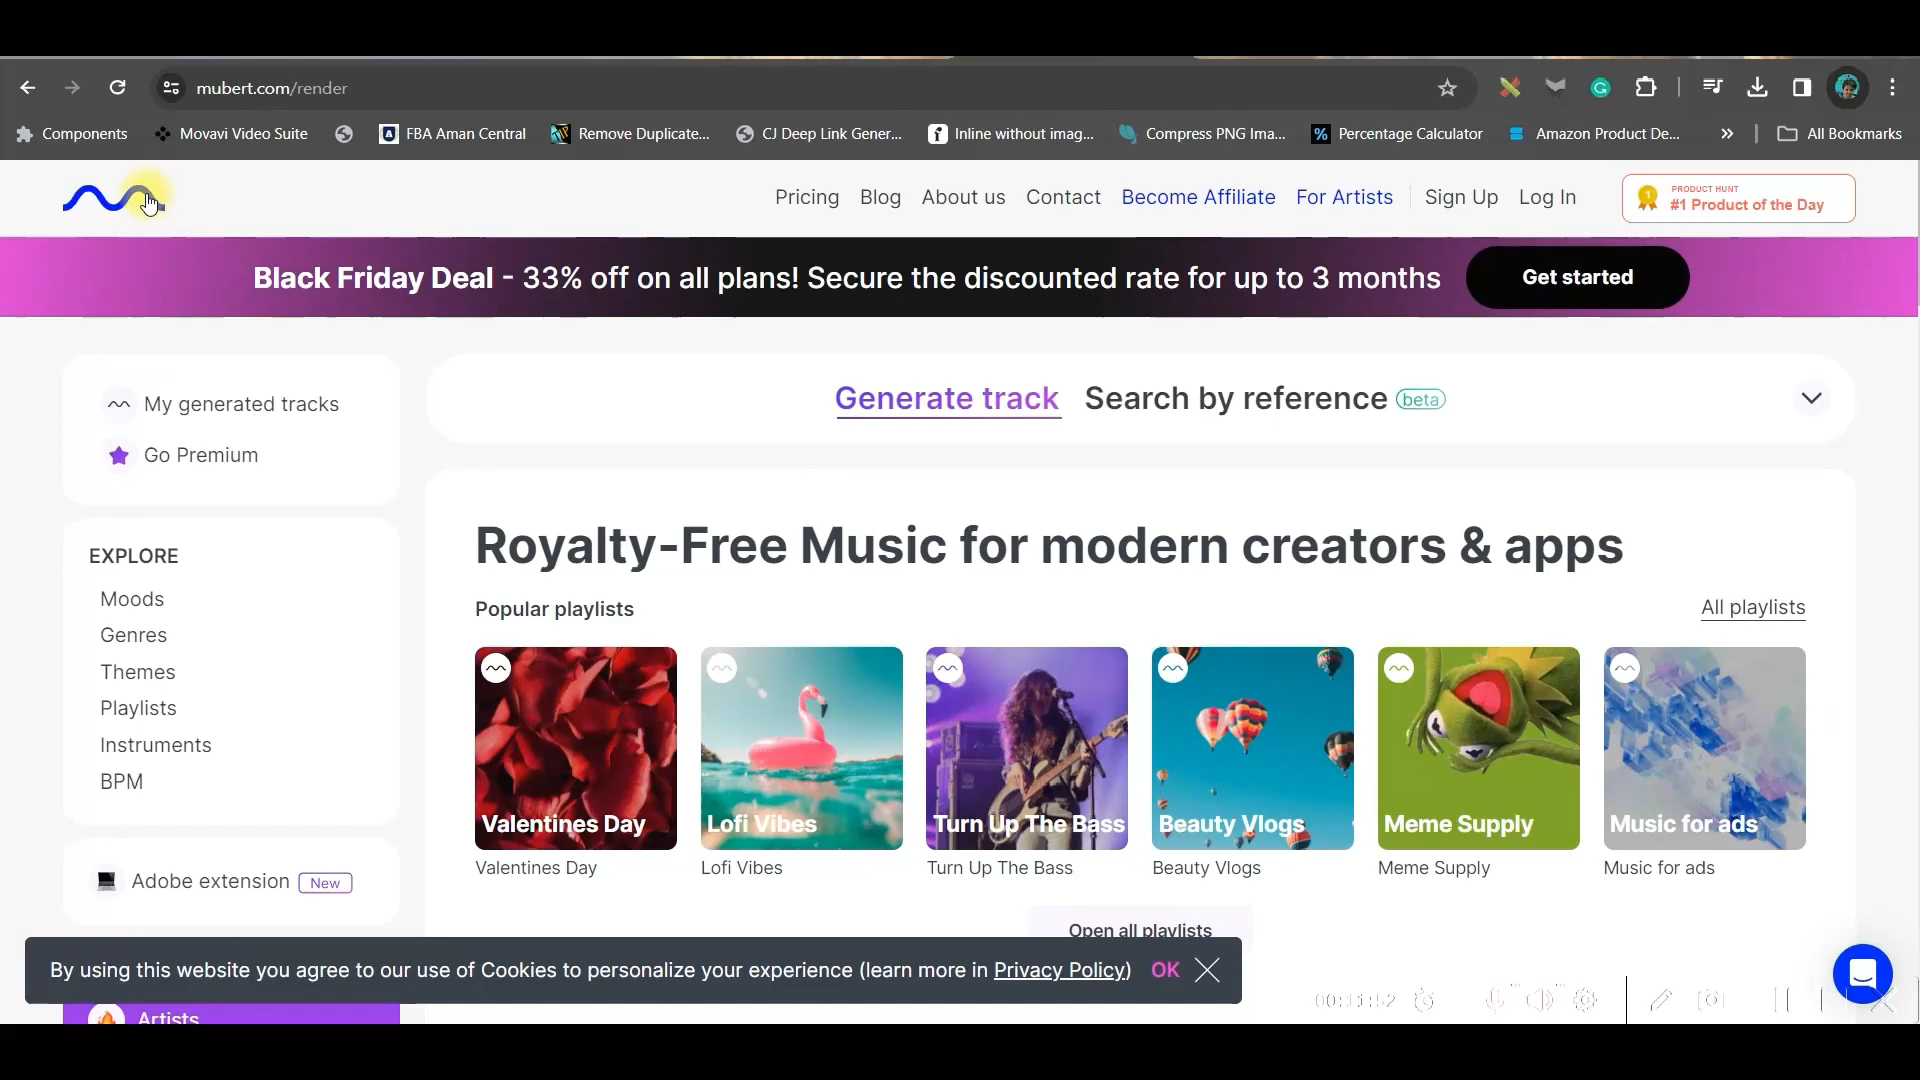 mubert.com/render
Components
Movavi Video Suite
FBA Aman Central
Remove Duplicate...
CJ Deep Link Gener...
Inline without imag...
Compress PNG Ima...
Percentage Calculator
Amazon Product De...
All Bookmarks
Pricing
Blog
About us
Contact
Become Affiliate
For Artists
Sign Up
Log In
PRODUCT HUNT
#1 Product of the Day
Black Friday Deal - 33% off on all plans! Secure the discounted rate for up to 3 months
Get started
My generated tracks
Go Premium
Generate track
Search by reference beta
EXPLORE
Moods
Genres
Themes
Playlists
Instruments
BPM
Adobe extension New
Artists
Royalty-Free Music for modern creators & apps
Popular playlists
All playlists
Valentines Day
Lofi Vibes
Turn Up The Bass
Beauty Vlogs
Meme Supply
Music for ads
Valentines Day
Lofi Vibes
Turn Up The Bass
Beauty Vlogs
Meme Supply
Music for ads
Open all playlists
By using this website you agree to our use of Cookies to personalize your experience (learn more in Privacy Policy) OK